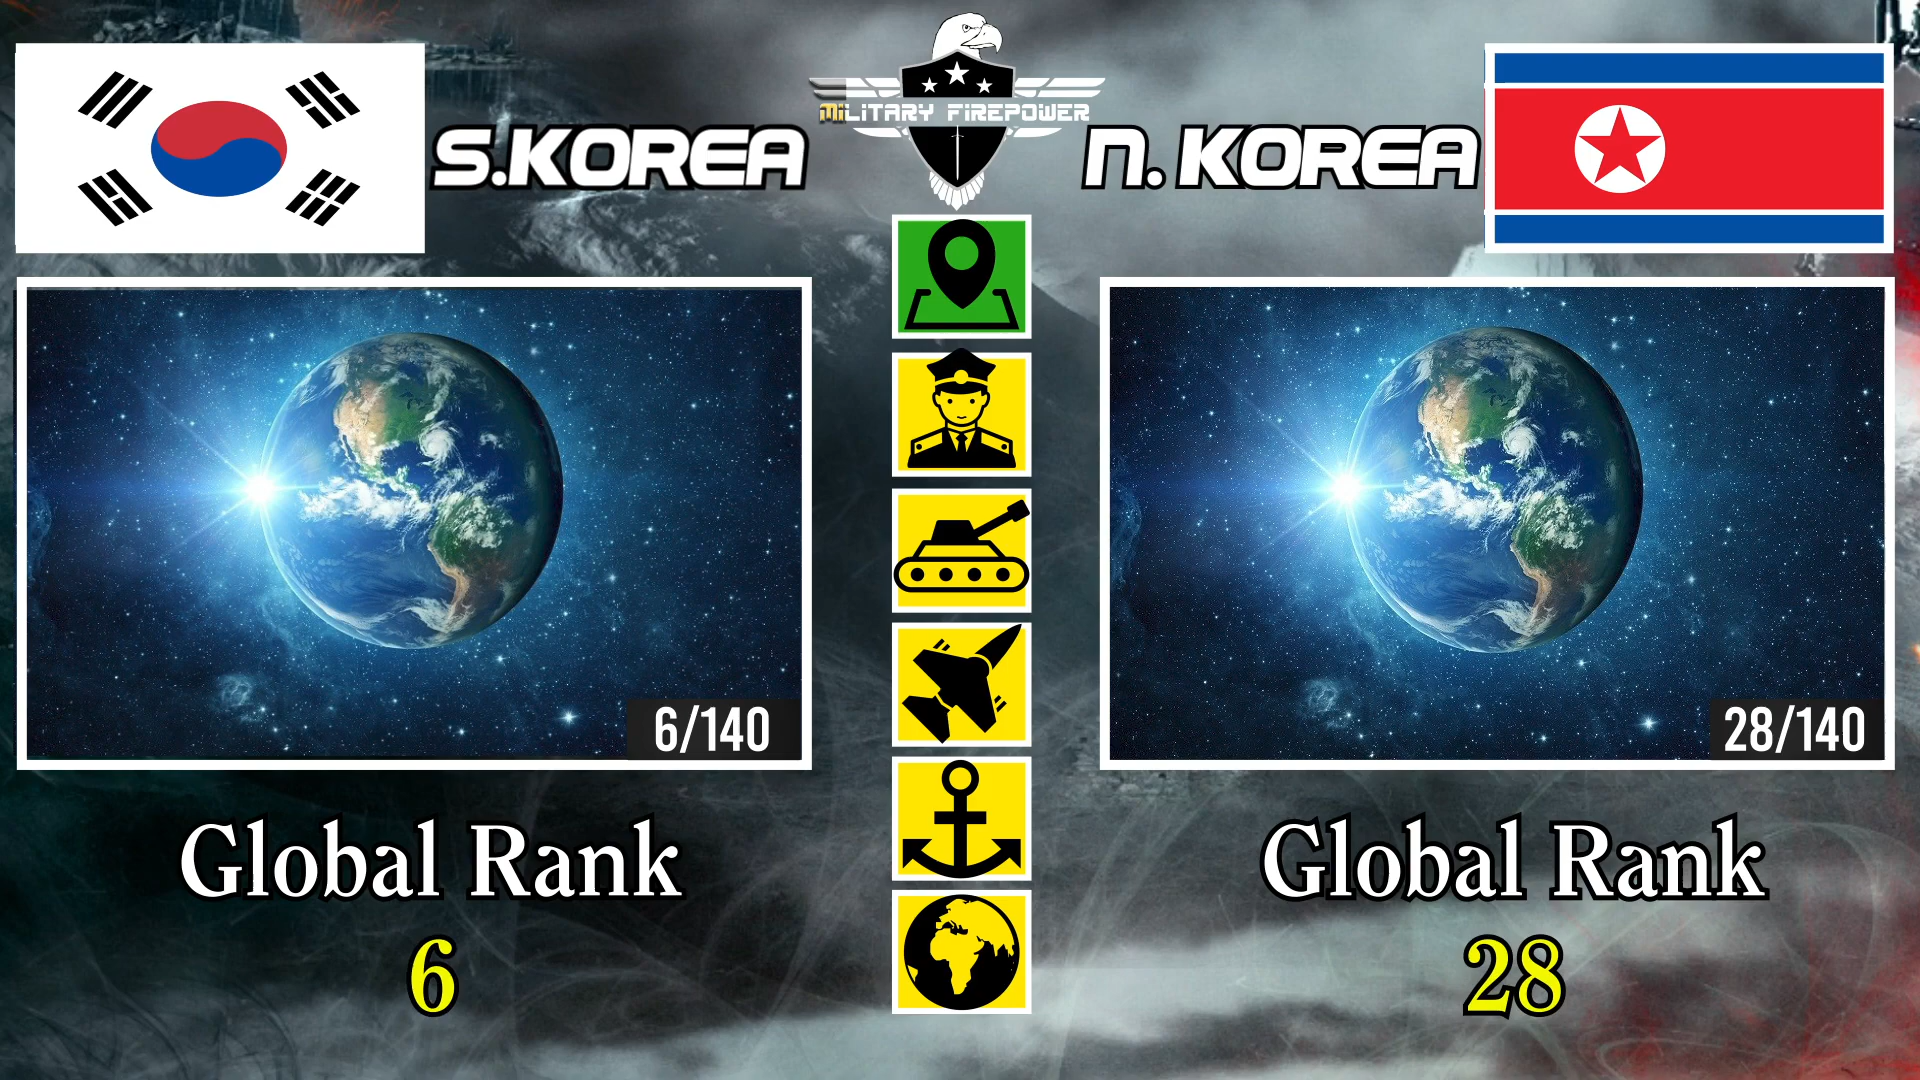 MiLiTARY FiREPOWER
S.KOREA
N. KOREA
6/140
28/140
Global Rank
6
Global Rank
28